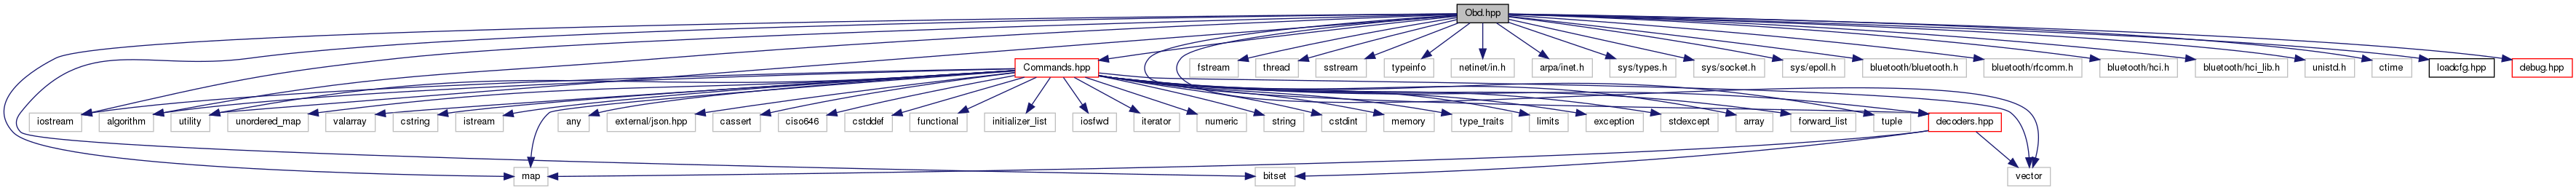 Obd.hpp
Commands.hpp
fstream
thread
sstream
typeinfo
netinet/in.h
arpa/inet.h
sys/types.h
sys/socket.h
sys/epoll.h
bluetooth/bluetooth.h
bluetooth/rfcomm.h
bluetooth/hci.h
bluetooth/hci_lib.h
unistd.h
ctime
loadcfg.hpp
debug.hpp
iostream
algorithm
utility
unordered_map
valarray
cstring
istream
any
external/json.hpp
cassert
ciso646
cstddef
functional
initializer_list
iosfwd
iterator
numeric
string
cstdint
memory
type_traits
limits
exception
stdexcept
array
forward_list
tuple
decoders.hpp
map
bitset
vector